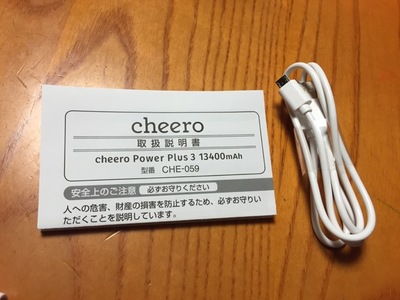 cheero
取扱説明書
cheero Power Plus 3 13400mAh
型番 CHE-059
安全上のご注意 必ずお守りください
人への危害、財産の損害を防止するため、必ずお守りい
ただくことを説明しています。